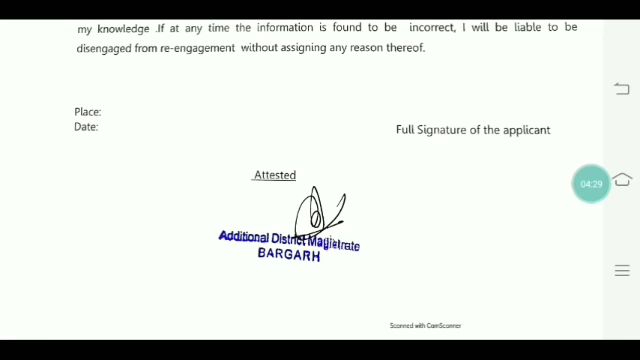 my knowledge .If at any time the information is found to be incorrect, I will be liable to be
disengaged from re-engagement without assigning any reason thereof.
Place:
Date:
Full Signature of the applicant
04:29
Attested
Additional District Magistrate
BARGARH
Scanned with CamScanner